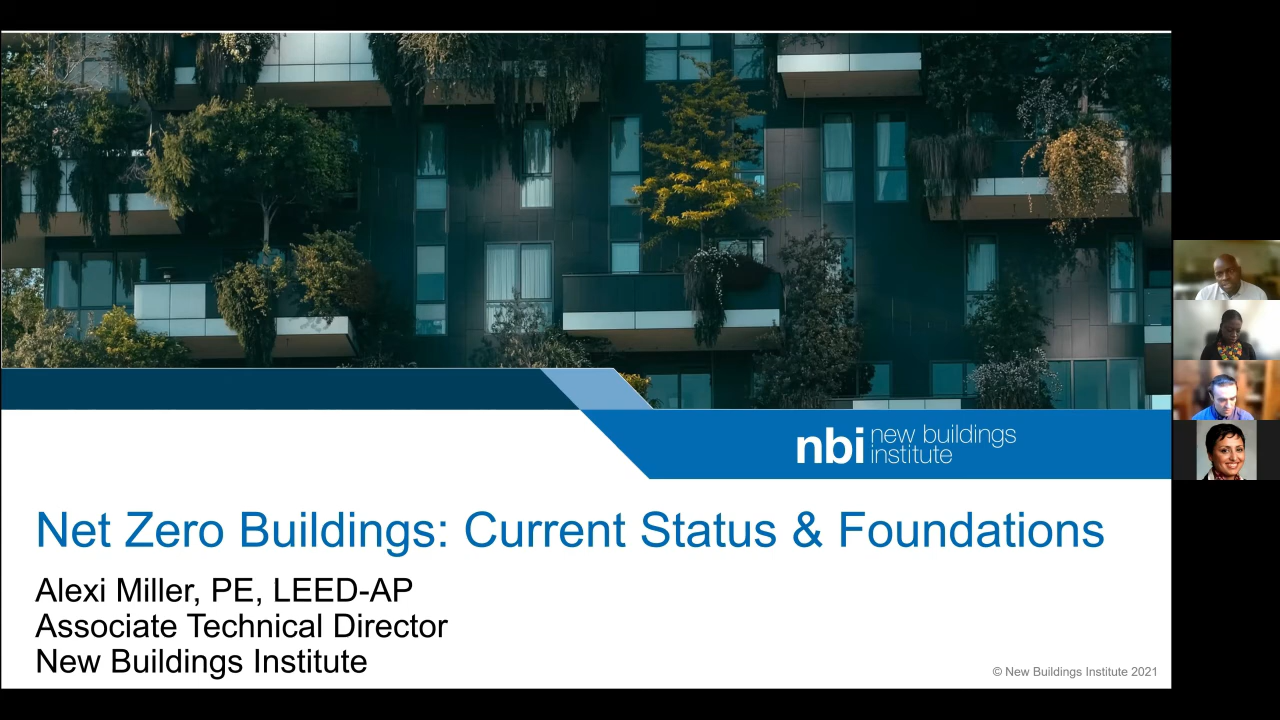 nbi new buildings
institute
Net Zero Buildings: Current Status & Foundations
Alexi Miller, PE, LEED-AP
Associate Technical Director
New Buildings Institute
© New Buildings Institute 2021